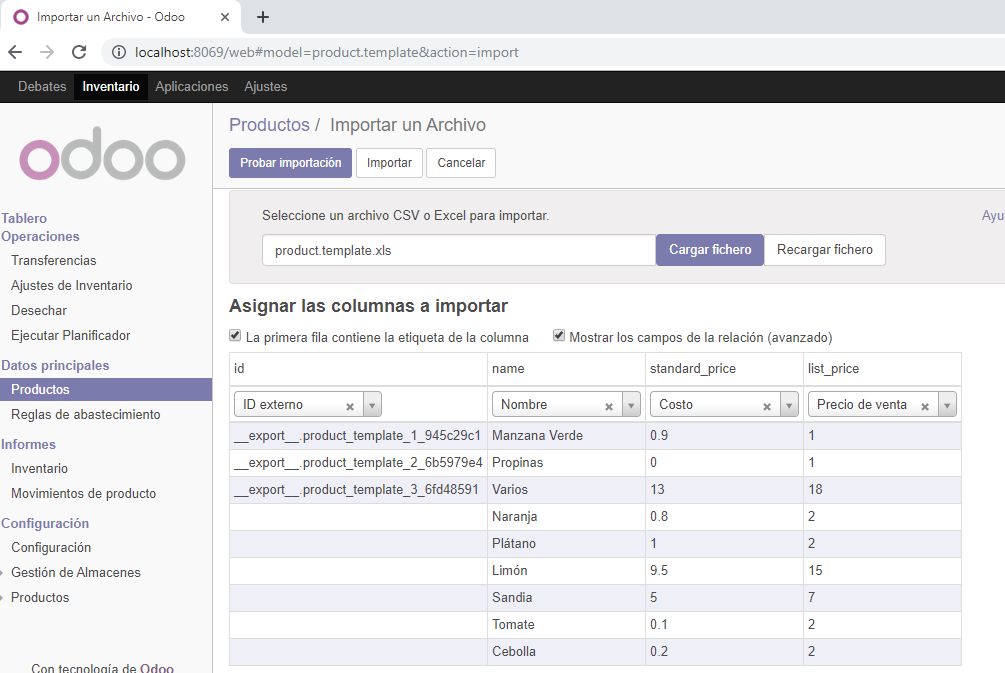 Importar un Archivo - Odoo
localhost:8069/web#model=product.template&action=import
Debates Inventario Aplicaciones Ajustes
odoo
Tablero
Operaciones
Transferencias
Ajustes de Inventario
Desechar
Ejecutar Planificador
Datos principales
Productos
Reglas de abastecimiento
Informes
Inventario
Movimientos de producto
Configuración
Configuración
Gestión de Almacenes
Productos
Con tecnología de Odoo
Productos / Importar un Archivo
Probar importación Importar Cancelar
Seleccione un archivo CSV o Excel para importar. Ayu
product.template.xls Cargar fichero Recargar fichero
Asignar las columnas a importar
La primera fila contiene la etiqueta de la columna Mostrar los campos de la relación (avanzado)
id name standard_price list_price
ID externo Nombre Costo Precio de venta
__export__.product_template_1_945c29c1 Manzana Verde 0.9 1
__export__.product_template_2_6b5979e4 Propinas 0 1
__export__.product_template_3_6fd48591 Varios 13 18
Naranja 0.8 2
Plátano 1 2
Limón 9.5 15
Sandia 5 7
Tomate 0.1 2
Cebolla 0.2 2